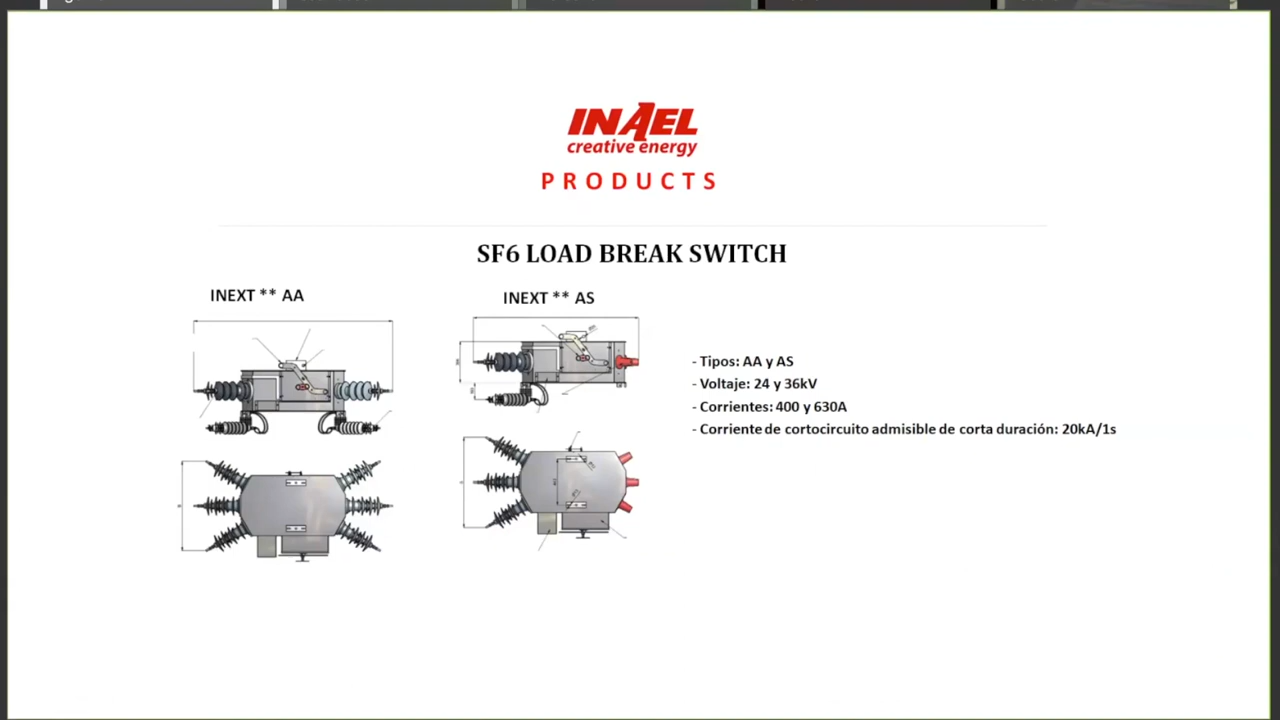 INAEL
creative energy
PRODUCTS
SF6 LOAD BREAK SWITCH
INEXT ** AA
INEXT ** AS
- Tipos: AA y AS
- Voltaje: 24 y 36kV
- Corrientes: 400 y 630A
- Corriente de cortocircuito admisible de corta duración: 20kA/1s